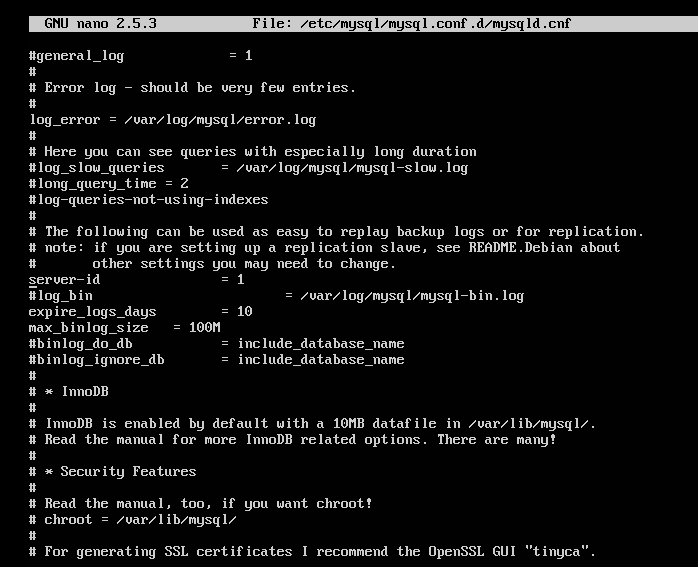 GNU nano 2.5.3 File: /etc/mysql/mysql.conf.d/mysqld.cnf
#general_log = 1
#
# Error log - should be very few entries.
#
log_error = /var/log/mysql/error.log
#
# Here you can see queries with especially long duration
#log_slow_queries = /var/log/mysql/mysql-slow.log
#long_query_time = 2
#log-queries-not-using-indexes
#
# The following can be used as easy to replay backup logs or for replication.
# note: if you are setting up a replication slave, see README.Debian about
# other settings you may need to change.
server-id = 1
#log_bin = /var/log/mysql/mysql-bin.log
expire_logs_days = 10
max_binlog_size = 100M
#binlog_do_db = include_database_name
#binlog_ignore_db = include_database_name
#
# * InnoDB
#
# InnoDB is enabled by default with a 10MB datafile in /var/lib/mysql/.
# Read the manual for more InnoDB related options. There are many!
#
# * Security Features
#
# Read the manual, too, if you want chroot!
# chroot = /var/lib/mysql/
#
# For generating SSL certificates I recommend the OpenSSL GUI "tinyca".